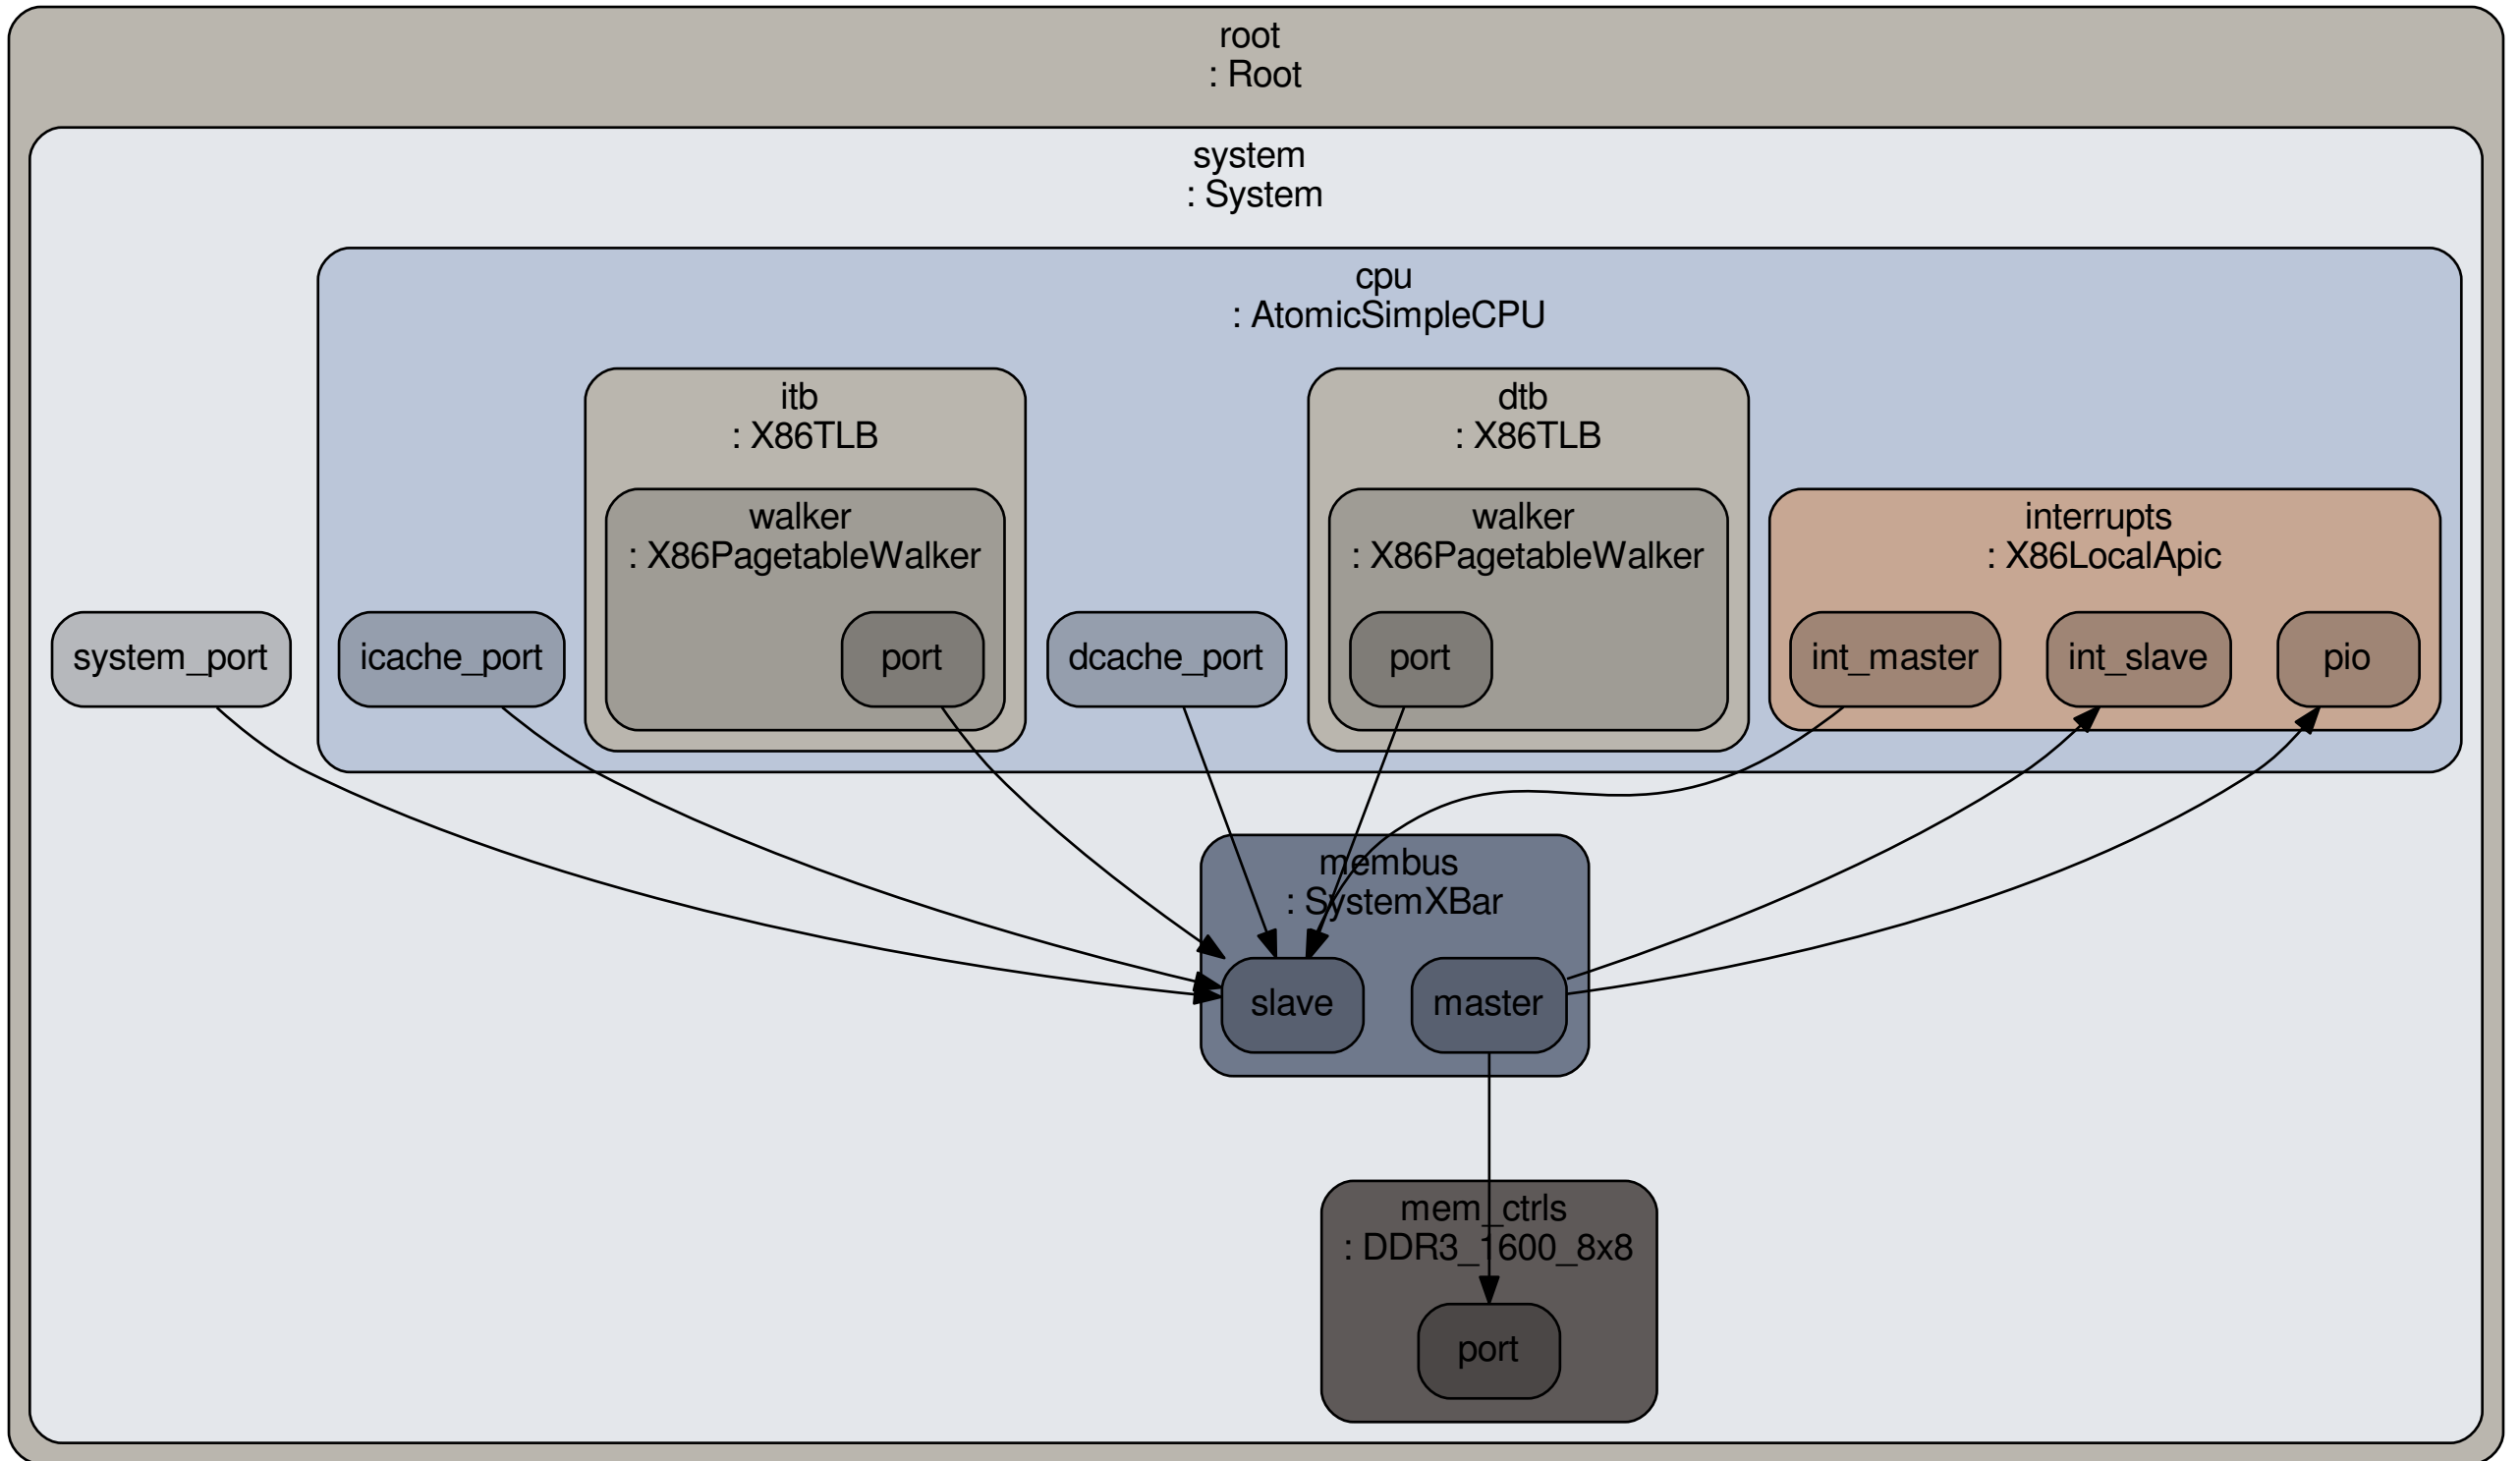 root
: Root
system
: System
cpu
: AtomicSimpleCPU
itb
: X86TLB
dtb
: X86TLB
walker
: X86PagetableWalker
walker
: X86PagetableWalker
interrupts
: X86LocalApic
system_port
icache_port
port
dcache_port
port
int_master
int_slave
pio
membus
: SystemXBar
slave
master
mem_ctrls
: DDR3_1600_8x8
port